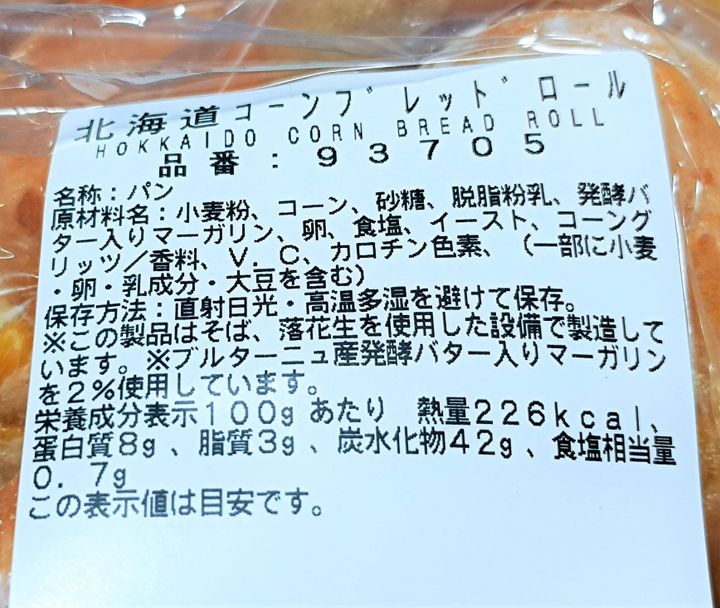 北海道コーンブレッドロール
HOKKAIDO CORN BREAD ROLL
品番:93705
名称:パン
原材料名:小麦粉、コーン、砂糖、脱脂粉乳、発酵バ
ター入りマーガリン、卵、食塩、イースト、コーング
リッツ/香料、V.C、カロチン色素、(一部に小麦
・卵・乳成分・大豆を含む)
保存方法:直射日光・高温多湿を避けて保存。
※この製品はそば、落花生を使用した設備で製造して
います。※ブルターニュ産発酵バター入りマーガリン
を2%使用しています。
栄養成分表示100gあたり 熱量226kcal、
蛋白質8g、脂質3g、炭水化物42g、食塩相当量
0.7g
この表示値は目安です。